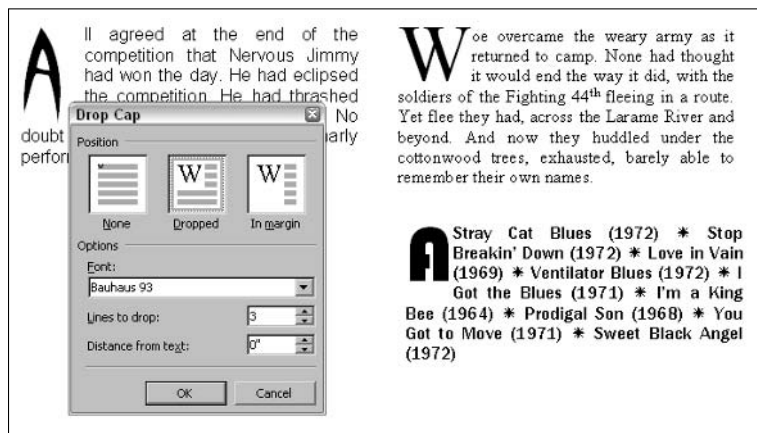 All agreed at the end of the
competition that Nervous Jimmy
had won the day. He had eclipsed
the competition. He had thrashed
No
doubt
arly
perfor
Drop Cap
Position
None Dropped In margin
Options
Font:
Bauhaus 93
Lines to drop: 3
Distance from text: 0"
OK Cancel
Woe overcame the weary army as it
returned to camp. None had thought
it would end the way it did, with the
soldiers of the Fighting 44th fleeing in a route.
Yet flee they had, across the Larame River and
beyond. And now they huddled under the
cottonwood trees, exhausted, barely able to
remember their own names.
A Stray Cat Blues (1972) * Stop
Breakin' Down (1972) * Love in Vain
(1969) * Ventilator Blues (1972) * I
Got the Blues (1971) * I'm a King
Bee (1964) * Prodigal Son (1968) * You
Got to Move (1971) * Sweet Black Angel
(1972)